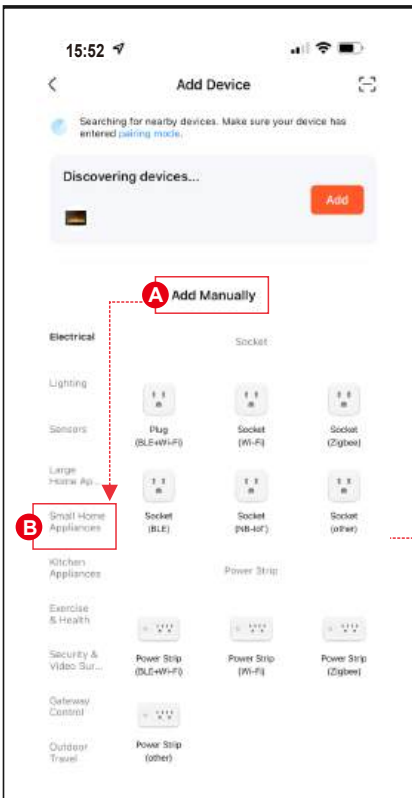 15:52
Add Device
Searching for nearby devices. Make sure your device has
entered pairing mode.
Discovering devices...
Add
A
Add Manually
Electrical
Socket
Lighting
Plug
(BLE+Wi-Fi)
Socket
(Wi-Fi)
Socket
(Zigbee)
Sensors
Large
Home Ap...
B
Small Home
Appliances
Socket
(BLE)
Socket
(NB-IoT)
Socket
(other)
Kitchen
Appliances
Power Strip
Exercise
& Health
Security &
Video Sur...
Power Strip
(BLE+Wi-Fi)
Power Strip
(Wi-Fi)
Power Strip
(Zigbee)
Gateway
Control
Outdoor
Travel
Power Strip
(other)